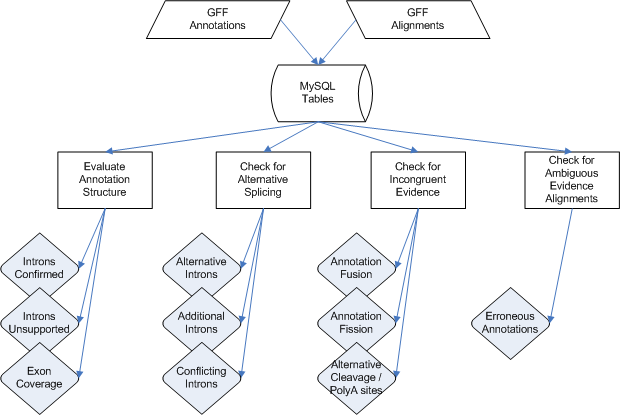 GFF
Annotations
GFF
Alignments
MySQL
Tables
Evaluate
Annotation
Structure
Check for
Alternative
Splicing
Check for
Incongruent
Evidence
Check for
Ambiguous
Evidence
Alignments
Introns
Confirmed
Introns
Unsupported
Exon
Coverage
Alternative
Introns
Additional
Introns
Conflicting
Introns
Annotation
Fusion
Annotation
Fission
Alternative
Cleavage /
PolyA sites
Erroneous
Annotations